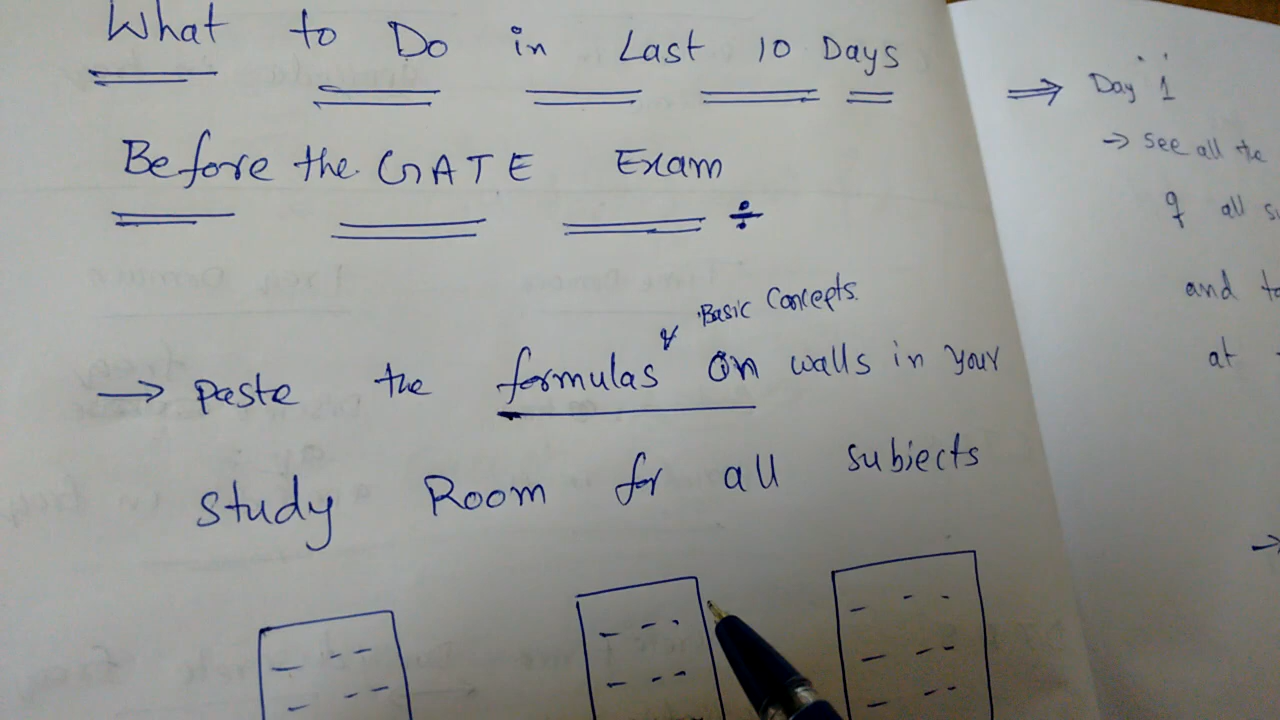 What to Do in Last 10 Days
Before the GATE Exam ÷
& Basic Concepts.
→ paste the formulas on walls in your
study Room for all subjects
⇒ Day 1
→ see all the
of all
and
at
→